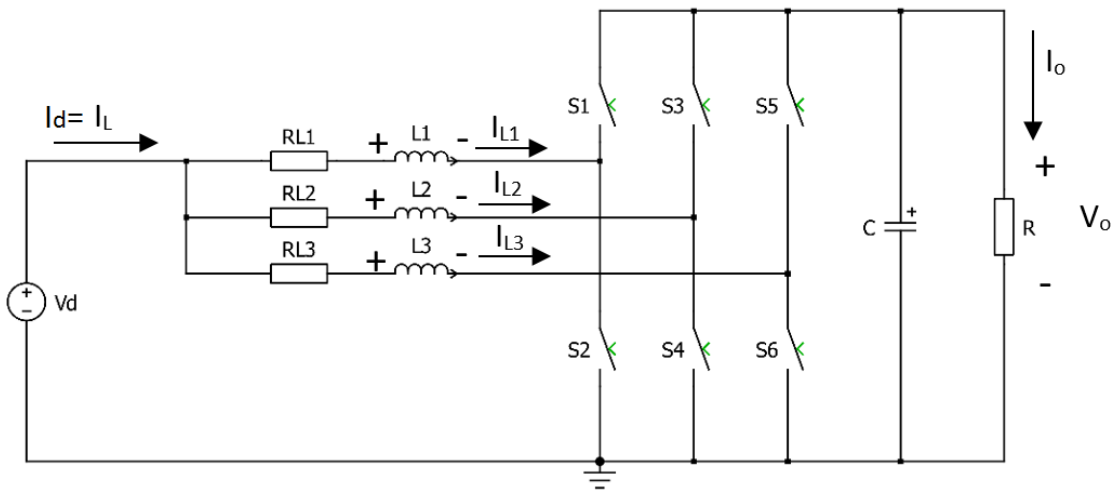 Id= IL
RL1
+
L1
-
IL1
RL2
+
L2
-
IL2
RL3
+
L3
-
IL3
S1
S3
S5
Io
+
Vo
-
C
+
R
+
-
Vd
S2
S4
S6